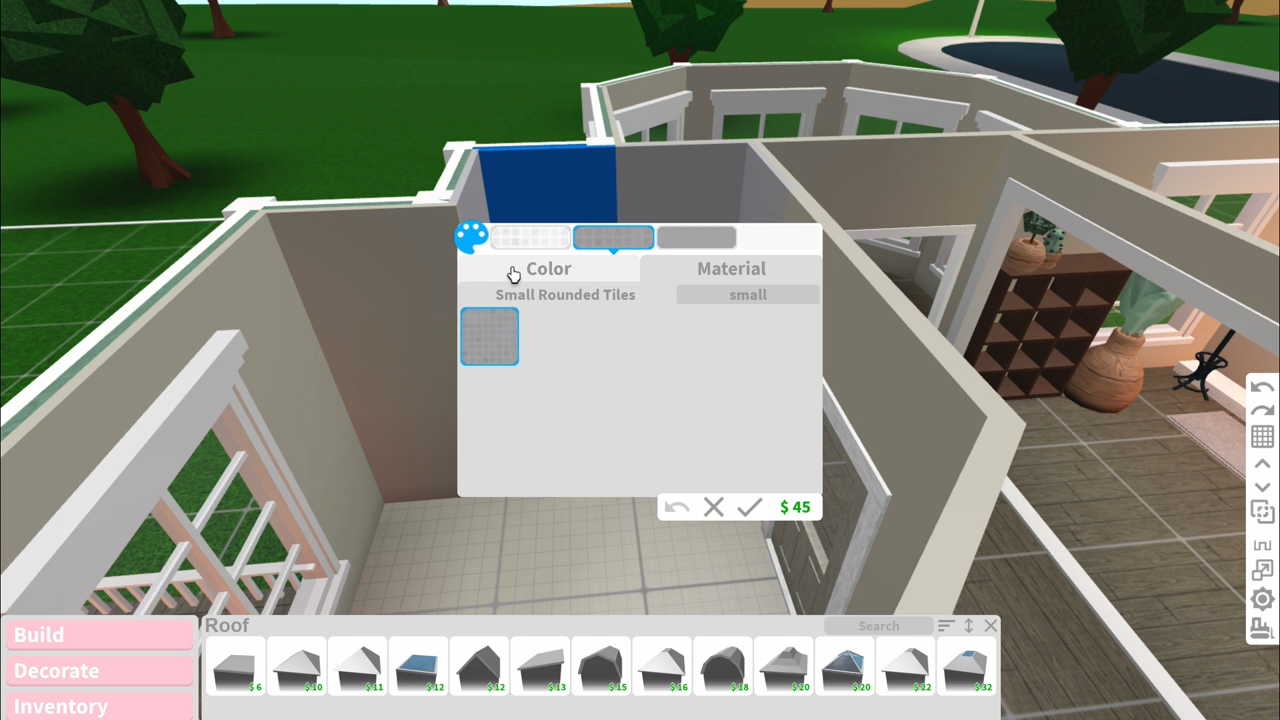 Color
Material
Small Rounded Tiles
small
$ 45
Roof
Search
Build
Decorate
Inventory
$ 6
$ 10
$ 11
$ 12
$ 12
$ 13
$ 15
$ 16
$ 18
$ 20
$ 20
$ 22
$ 32